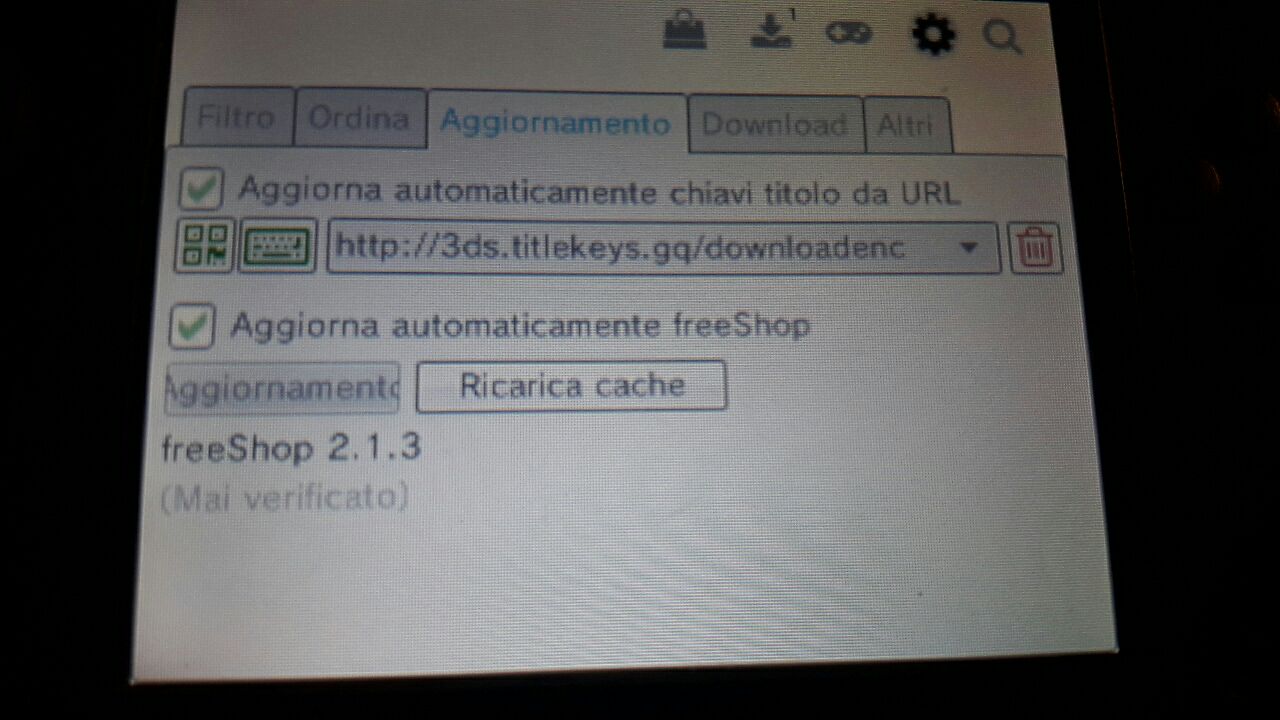 1
Filtro Ordina Aggiornamento Download Altri
Aggiorna automaticamente chiavi titolo da URL
http://3ds.titlekeys.gq/downloadenc
Aggiorna automaticamente freeShop
Aggiornamento Ricarica cache
freeShop 2.1.3
(Mai verificato)